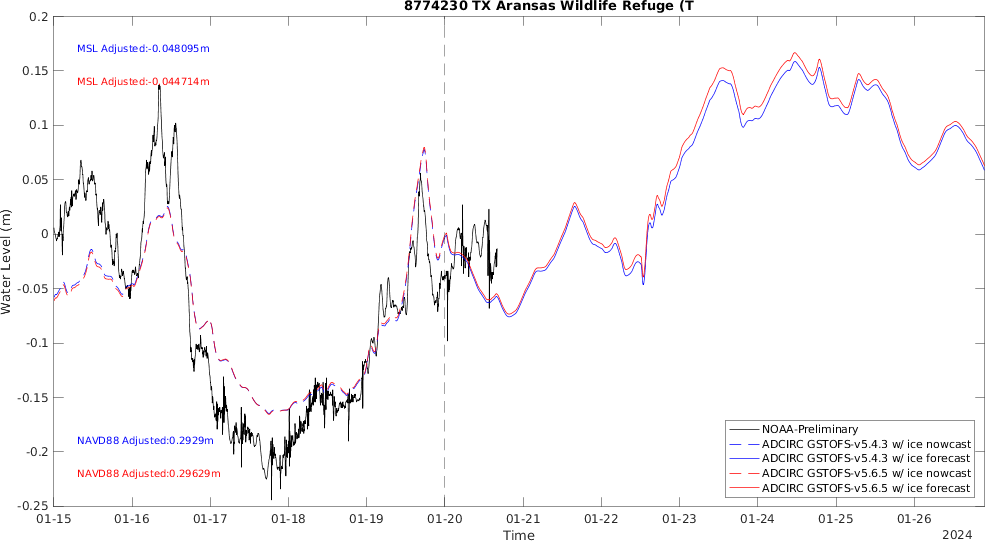 8774230 TX Aransas Wildlife Refuge (T
0.2
MSL Adjusted:-0.048095m
0.15
MSL Adjusted:-0.044714m
0.1
0.05
0
Water Level (m)
-0.05
-0.1
-0.15
NOAA-Preliminary
NAVD88 Adjusted:0.2929m
ADCIRC GSTOFS-v5.4.3 w/ ice nowcast
-0.2
ADCIRC GSTOFS-v5.4.3 w/ ice forecast
NAVD88 Adjusted:0.29629m
ADCIRC GSTOFS-v5.6.5 w/ ice nowcast
ADCIRC GSTOFS-v5.6.5 w/ ice forecast
-0.25
01-15 01-16 01-17 01-18 01-19 01-20 01-21 01-22 01-23 01-24 01-25 01-26
Time
2024